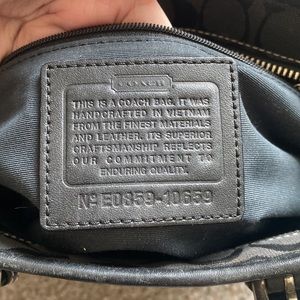 COACH
THIS IS A COACH BAG. IT WAS
HANDCRAFTED IN VIETNAM
FROM THE FINEST MATERIALS
AND LEATHER. ITS SUPERIOR
CRAFTSMANSHIP REFLECTS
OUR COMMITMENT TO
ENDURING QUALITY.
No E0859-10659